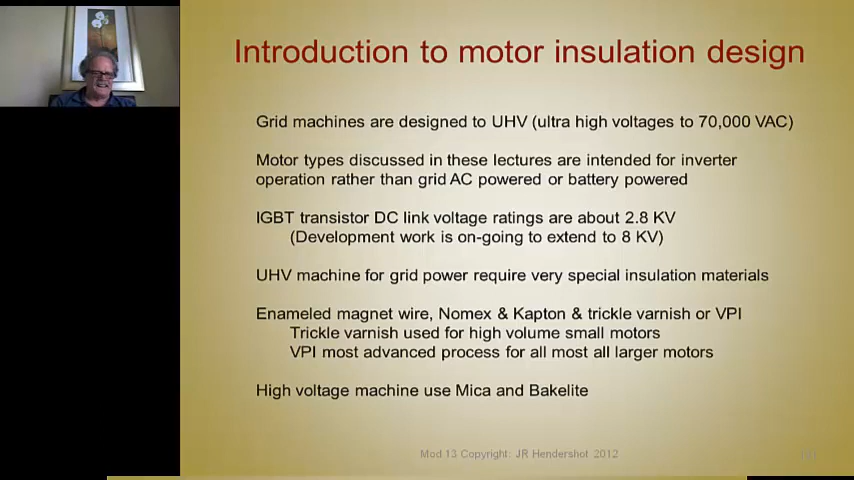 Introduction to motor insulation design
Grid machines are designed to UHV (ultra high voltages to 70,000 VAC)
Motor types discussed in these lectures are intended for inverter
operation rather than grid AC powered or battery powered
IGBT transistor DC link voltage ratings are about 2.8 KV
(Development work is on-going to extend to 8 KV)
UHV machine for grid power require very special insulation materials
Enameled magnet wire, Nomex & Kapton & trickle varnish or VPI
Trickle varnish used for high volume small motors
VPI most advanced process for all most all larger motors
High voltage machine use Mica and Bakelite
Mod 13 Copyright: JR Hendershot 2012